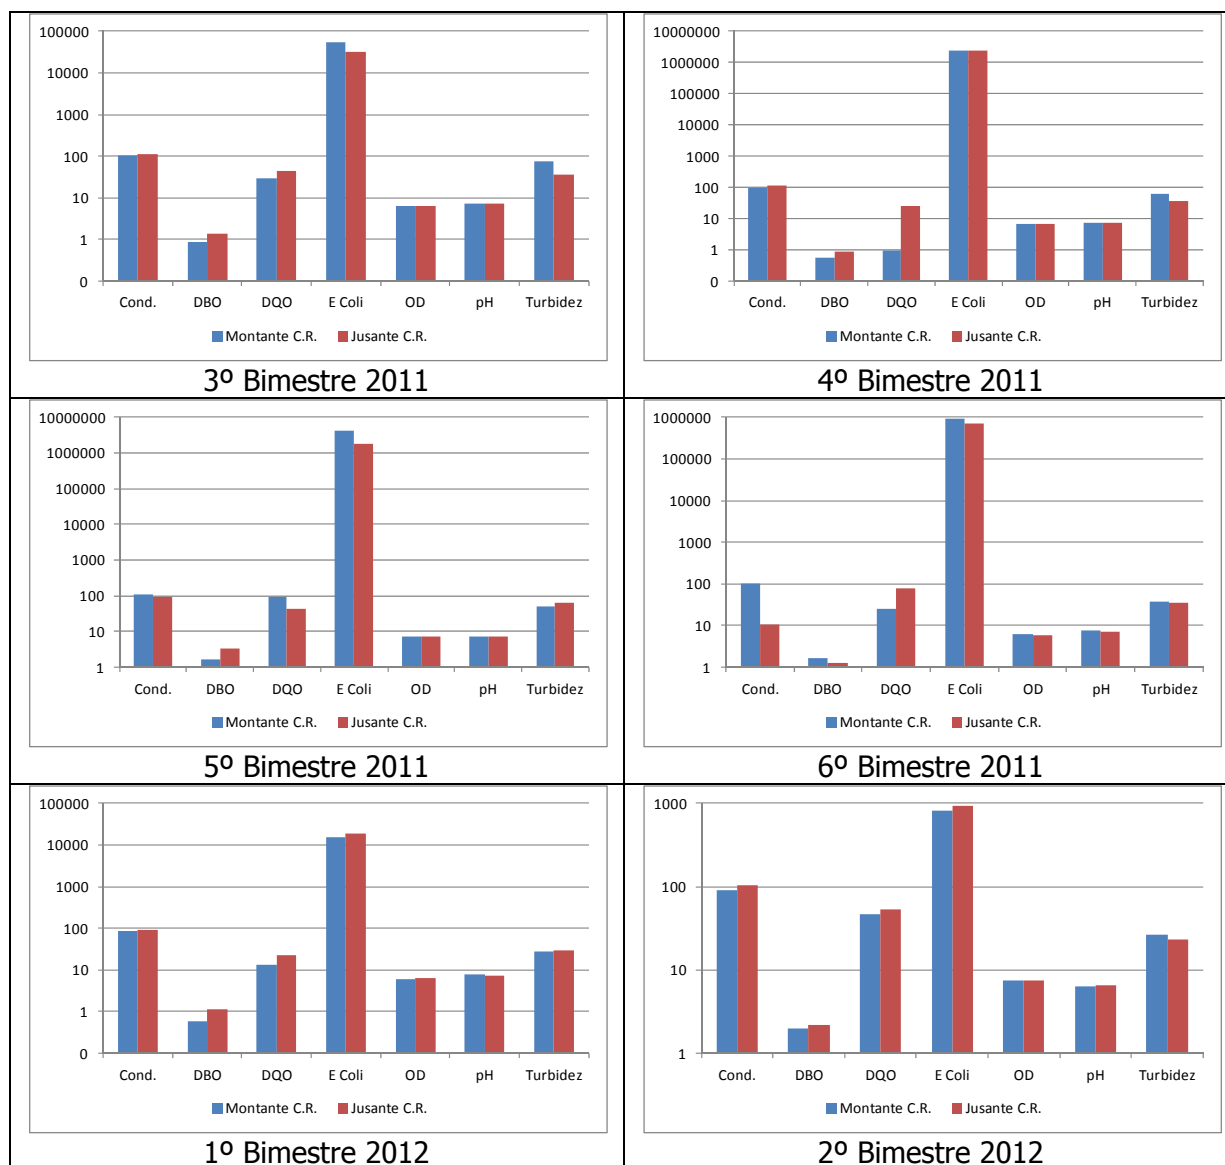 100000
10000
1000
100
10
1
0
Cond. DBO DQO E Coli OD pH Turbidez
Montante C.R. Jusante C.R.
3º Bimestre 2011
10000000
1000000
100000
10000
1000
100
10
1
0
Cond. DBO DQO E Coli OD pH Turbidez
Montante C.R. Jusante C.R.
4º Bimestre 2011
10000000
1000000
100000
10000
1000
100
10
1
Cond. DBO DQO E Coli OD pH Turbidez
Montante C.R. Jusante C.R.
5º Bimestre 2011
1000000
100000
10000
1000
100
10
1
Cond. DBO DQO E Coli OD pH Turbidez
Montante C.R. Jusante C.R.
6º Bimestre 2011
100000
10000
1000
100
10
1
0
Cond. DBO DQO E Coli OD pH Turbidez
Montante C.R. Jusante C.R.
1º Bimestre 2012
1000
100
10
1
Cond. DBO DQO E Coli OD pH Turbidez
Montante C.R. Jusante C.R.
2º Bimestre 2012